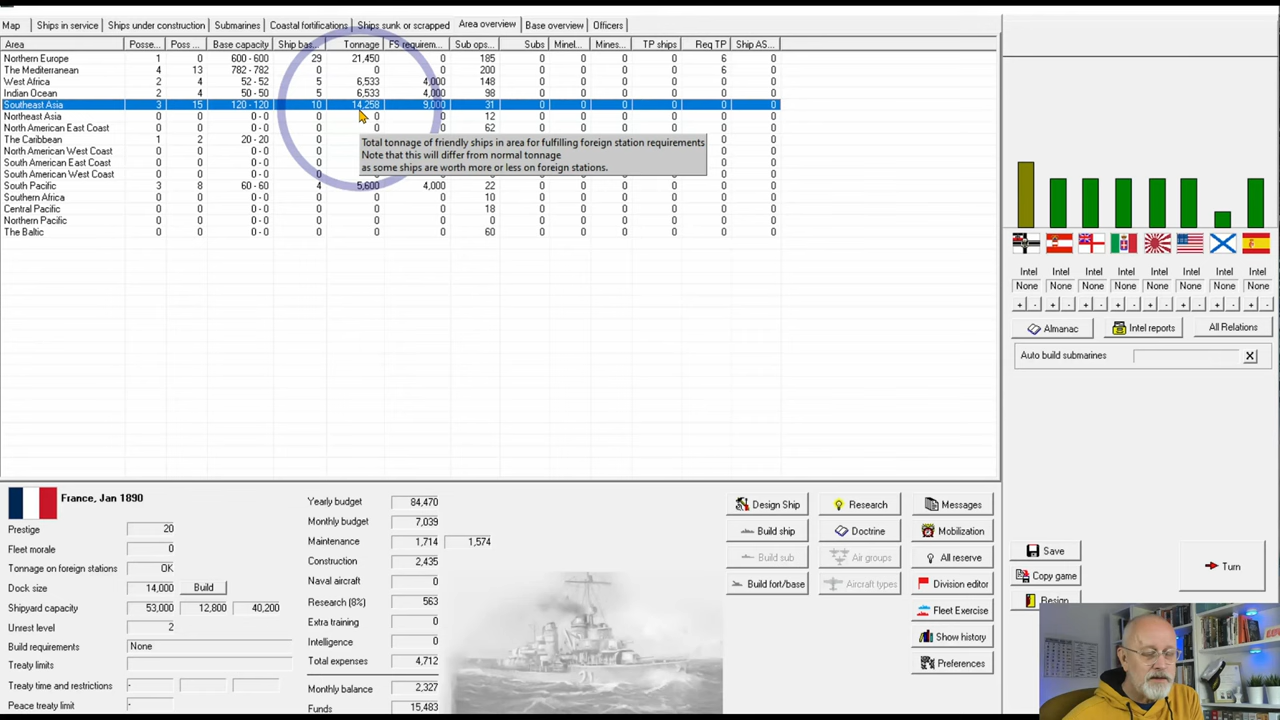 Map Ships in service Ships under construction Submarines Coastal fortifications Ships sunk or scrapped Area overview Base overview Officers
Area Posse... Poss ... Base capacity Ship bas... Tonnage FS requirem... Sub ops... Subs Minel... Mines... TP ships Req TP Ship AS...
Northern Europe 1 0 600 - 600 29 21,450 0 185 0 0 0 0 6 0
The Mediterranean 4 13 782 - 782 0 0 0 200 0 0 0 0 6 0
West Africa 2 4 52 - 52 5 6,533 4,000 148 0 0 0 0 0 0
Indian Ocean 2 4 50 - 50 5 6,533 4,000 98 0 0 0 0 0 0
Southeast Asia 3 15 120 - 120 10 14,258 9,000 31 0 0 0 0 0 0
Northeast Asia 0 0 0 - 0 0 0 0 12 0 0 0 0 0 0
North American East Coast 0 0 0 - 0 0 0 0 62 0 0 0 0 0 0
The Caribbean 1 2 20 - 20 0
North American West Coast 0 0 0 - 0 0
South American East Coast 0 0 0 - 0 0
South American West Coast 0 0 0 - 0 0
South Pacific 3 8 60 - 60 4 5,600 4,000 22 0 0 0 0 0 0
Southern Africa 0 0 0 - 0 0 0 0 10 0 0 0 0 0 0
Central Pacific 0 0 0 - 0 0 0 0 18 0 0 0 0 0 0
Northern Pacific 0 0 0 - 0 0 0 0 0 0 0 0 0 0 0
The Baltic 0 0 0 - 0 0 0 0 60 0 0 0 0 0 0
Total tonnage of friendly ships in area for fulfilling foreign station requirements
Note that this will differ from normal tonnage
as some ships are worth more or less on foreign stations.
Intel Intel Intel Intel Intel Intel Intel Intel
None None None None None None None None
+ - + - + - + - + - + - + - + -
Almanac Intel reports All Relations
Auto build submarines X
France, Jan 1890
Prestige 20
Fleet morale 0
Tonnage on foreign stations OK
Dock size 14,000 Build
Shipyard capacity 53,000 12,800 40,200
Unrest level 2
Build requirements None
Treaty limits
Treaty time and restrictions -
Peace treaty limit -
Yearly budget 84,470
Monthly budget 7,039
Maintenance 1,714 1,574
Construction 2,435
Naval aircraft 0
Research (8%) 563
Extra training 0
Intelligence 0
Total expenses 4,712
Monthly balance 2,327
Funds 15,483
Design Ship Research Messages
Build ship Doctrine Mobilization
Build sub Air groups All reserve
Build fort/base Aircraft types Division editor
Fleet Exercise
Show history
Preferences
Save
Copy game
Resign
Turn